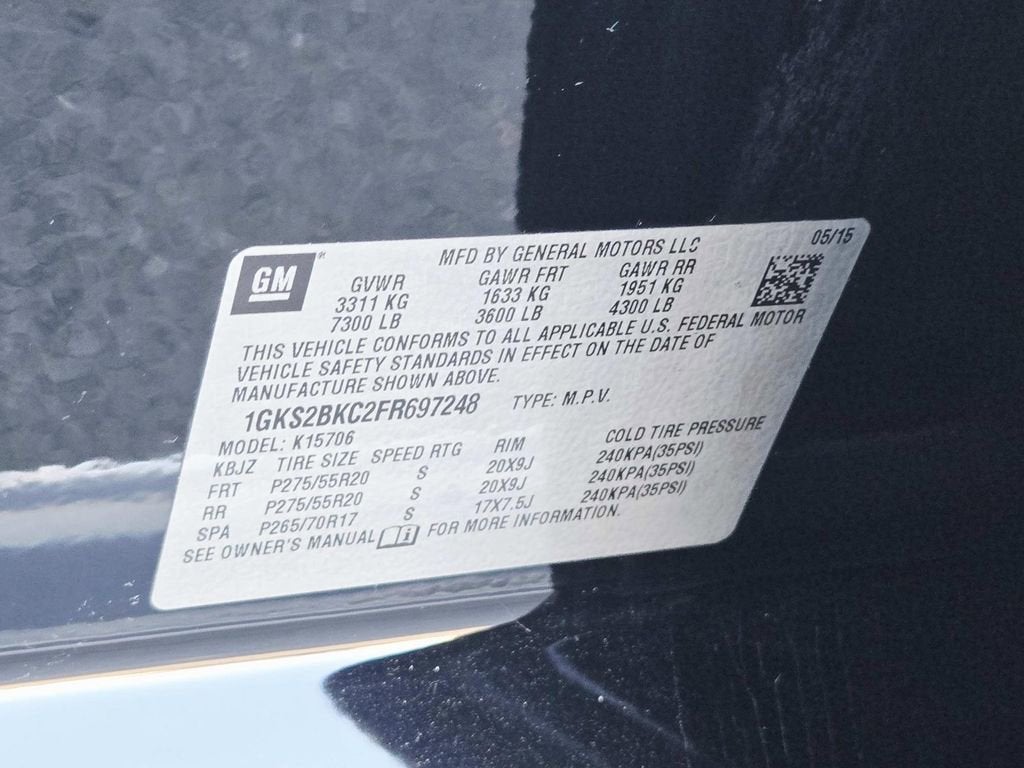 GM
MFD BY GENERAL MOTORS LLC 05/15
GVWR GAWR FRT GAWR RR
3311 KG 1633 KG 1951 KG
7300 LB 3600 LB 4300 LB
THIS VEHICLE CONFORMS TO ALL APPLICABLE U.S. FEDERAL MOTOR
VEHICLE SAFETY STANDARDS IN EFFECT ON THE DATE OF
MANUFACTURE SHOWN ABOVE.
1GKS2BKC2FR697248 TYPE: M.P.V.
MODEL: K15706
KBJZ TIRE SIZE SPEED RTG RIM COLD TIRE PRESSURE
FRT P275/55R20 S 20X9J 240KPA(35PSI)
RR P275/55R20 S 20X9J 240KPA(35PSI)
SPA P265/70R17 S 17X7.5J 240KPA(35PSI)
SEE OWNER'S MANUAL FOR MORE INFORMATION.